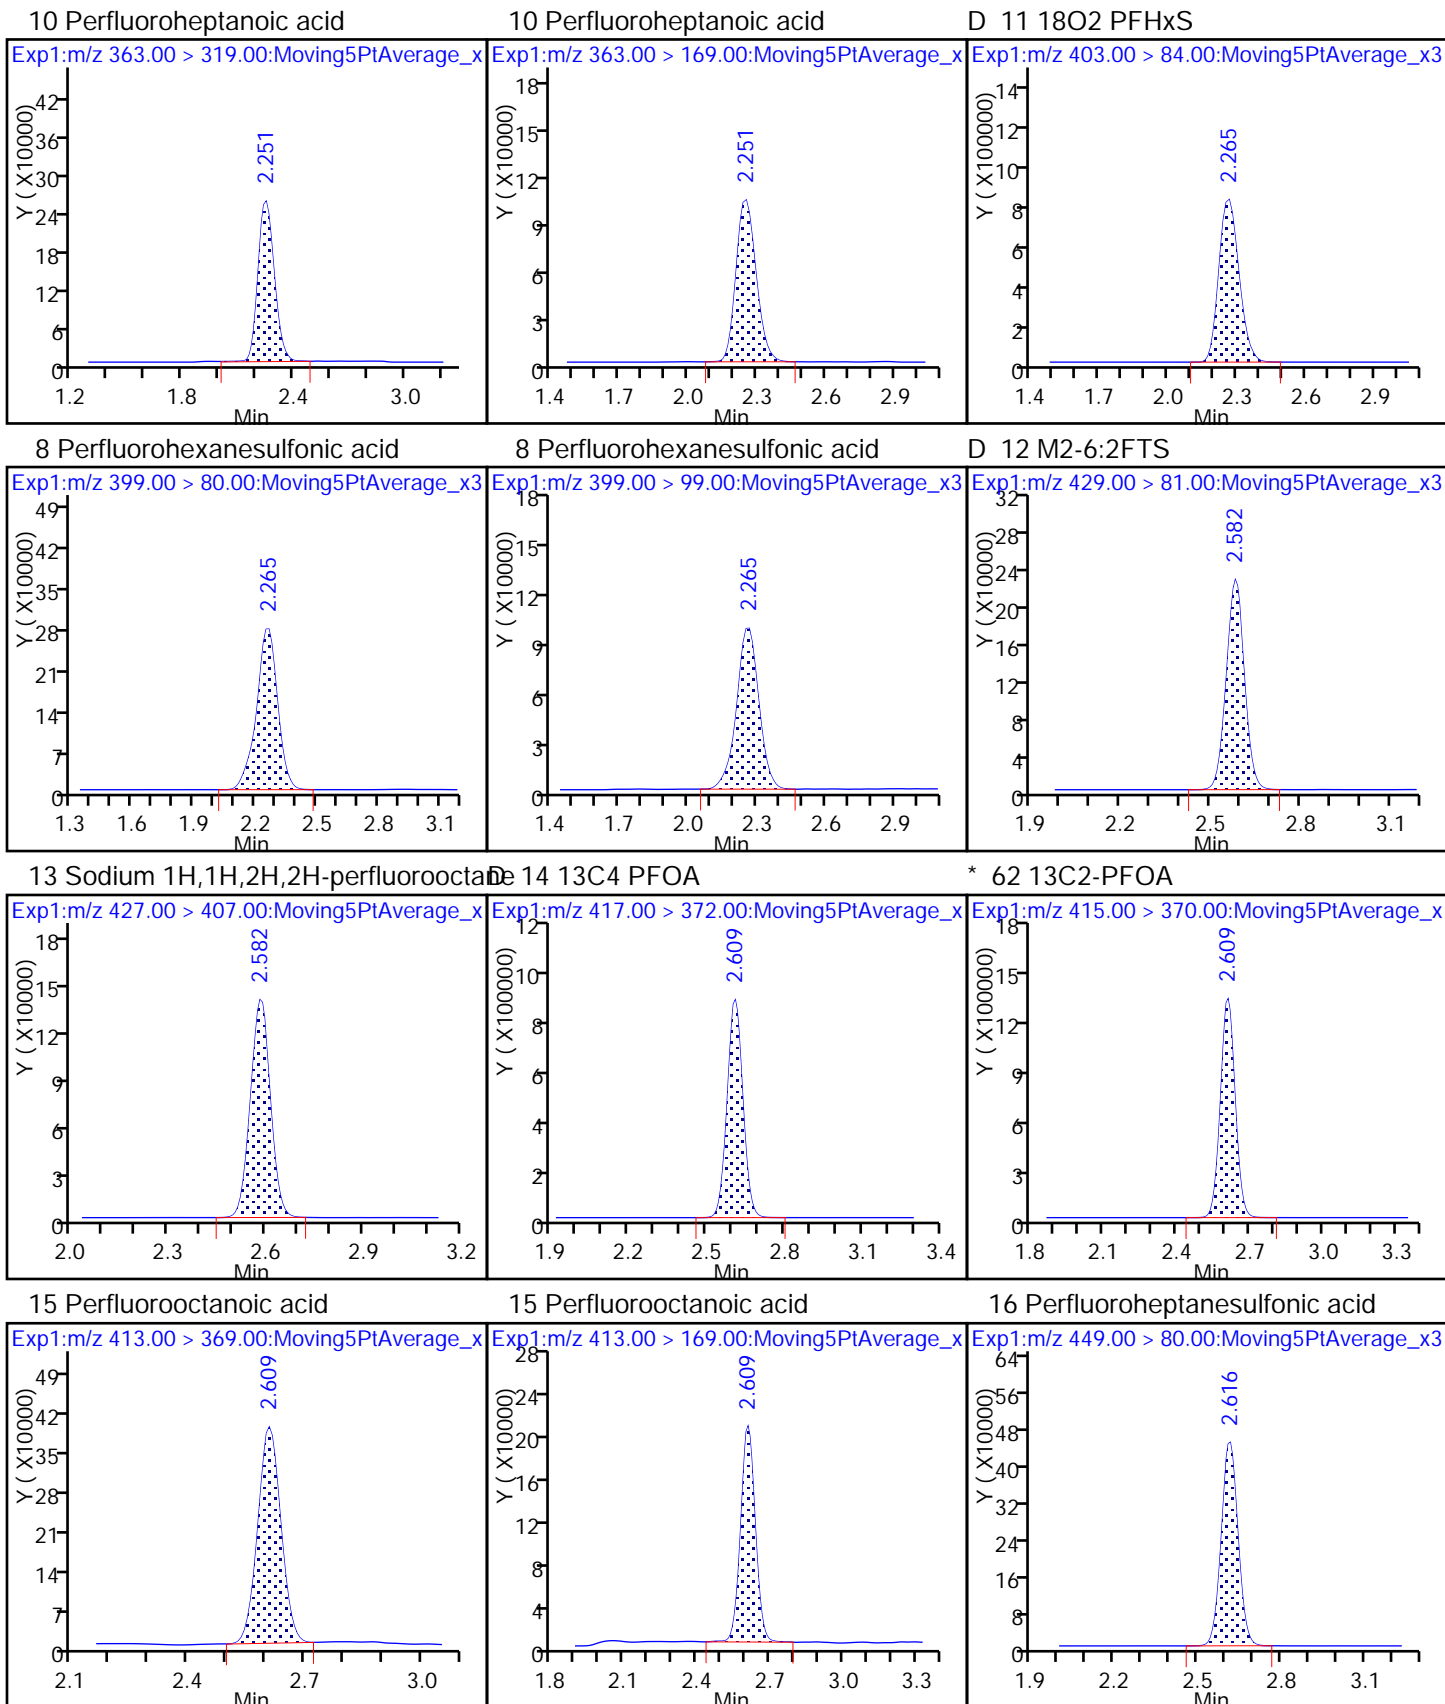 10 Perfluoroheptanoic acid
Exp1:m/z 363.00 > 319.00:Moving5PtAverage_x
Y ( X10000)
42
36
30
24
18
12
6
0
2.251
1.2 1.8 2.4 3.0
Min
10 Perfluoroheptanoic acid
Exp1:m/z 363.00 > 169.00:Moving5PtAverage_x
Y ( X10000)
18
15
12
9
6
3
0
2.251
1.4 1.7 2.0 2.3 2.6 2.9
Min
D 11 18O2 PFHxS
Exp1:m/z 403.00 > 84.00:Moving5PtAverage_x3
Y ( X100000)
14
12
10
8
6
4
2
0
2.265
1.4 1.7 2.0 2.3 2.6 2.9
Min
8 Perfluorohexanesulfonic acid
Exp1:m/z 399.00 > 80.00:Moving5PtAverage_x3
Y ( X10000)
49
42
35
28
21
14
7
0
2.265
1.3 1.6 1.9 2.2 2.5 2.8 3.1
Min
8 Perfluorohexanesulfonic acid
Exp1:m/z 399.00 > 99.00:Moving5PtAverage_x3
Y ( X10000)
18
15
12
9
6
3
0
2.265
1.4 1.7 2.0 2.3 2.6 2.9
Min
D 12 M2-6:2FTS
Exp1:m/z 429.00 > 81.00:Moving5PtAverage_x3
Y ( X10000)
32
28
24
20
16
12
8
4
0
2.582
1.9 2.2 2.5 2.8 3.1
Min
13 Sodium 1H,1H,2H,2H-perfluorooctane
Exp1:m/z 427.00 > 407.00:Moving5PtAverage_x
Y ( X10000)
18
15
12
9
6
3
0
2.582
2.0 2.3 2.6 2.9 3.2
Min
D 14 13C4 PFOA
Exp1:m/z 417.00 > 372.00:Moving5PtAverage_x
Y ( X100000)
12
10
8
6
4
2
0
2.609
1.9 2.2 2.5 2.8 3.1 3.4
Min
* 62 13C2-PFOA
Exp1:m/z 415.00 > 370.00:Moving5PtAverage_x
Y ( X100000)
18
15
12
9
6
3
0
2.609
1.8 2.1 2.4 2.7 3.0 3.3
Min
15 Perfluorooctanoic acid
Exp1:m/z 413.00 > 369.00:Moving5PtAverage_x
Y ( X10000)
49
42
35
28
21
14
7
0
2.609
2.1 2.4 2.7 3.0
Min
15 Perfluorooctanoic acid
Exp1:m/z 413.00 > 169.00:Moving5PtAverage_x
Y ( X10000)
28
24
20
16
12
8
4
0
2.609
1.8 2.1 2.4 2.7 3.0 3.3
Min
16 Perfluoroheptanesulfonic acid
Exp1:m/z 449.00 > 80.00:Moving5PtAverage_x3
Y ( X10000)
64
56
48
40
32
24
16
8
0
2.616
1.9 2.2 2.5 2.8 3.1
Min